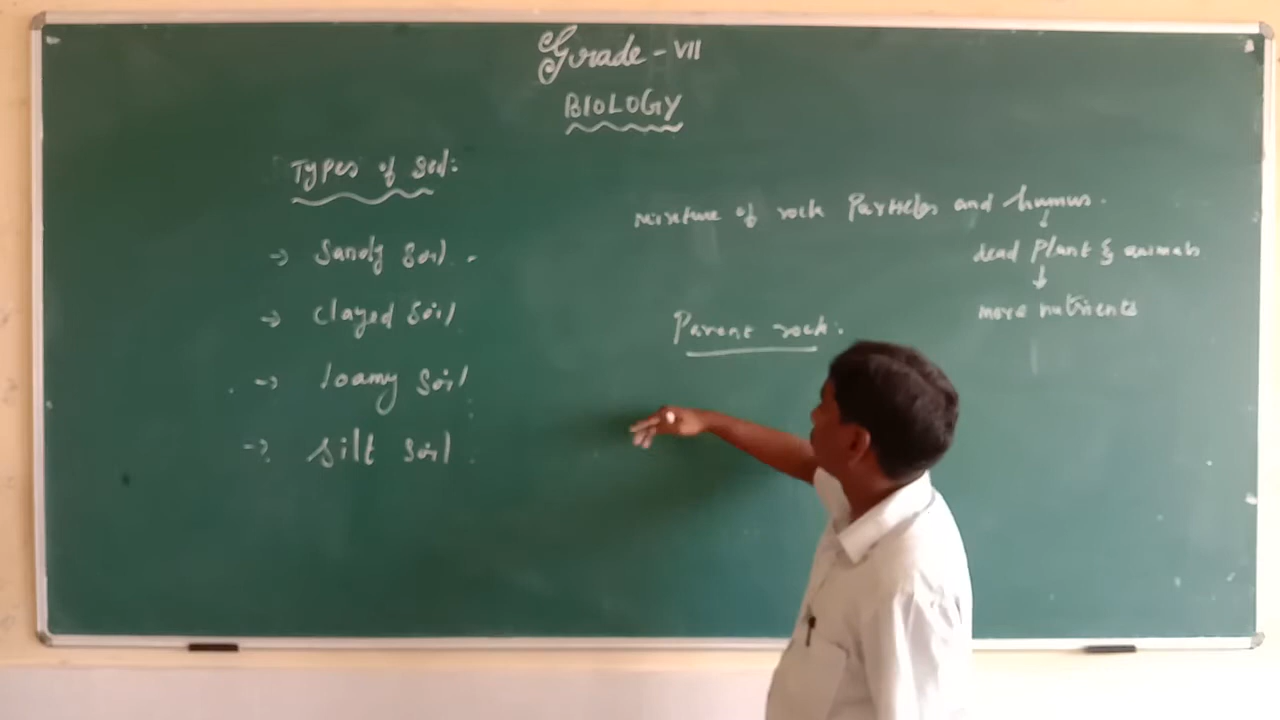 Grade - VII
BIOLOGY
Types of Soil:
→ Sandy Soil.
→ Clayed Soil
→ Loamy Soil
→ Silt Soil
Mixture of rock Particles and humus.
↓
dead Plant & animals
↓
more nutrients
Parent rock: